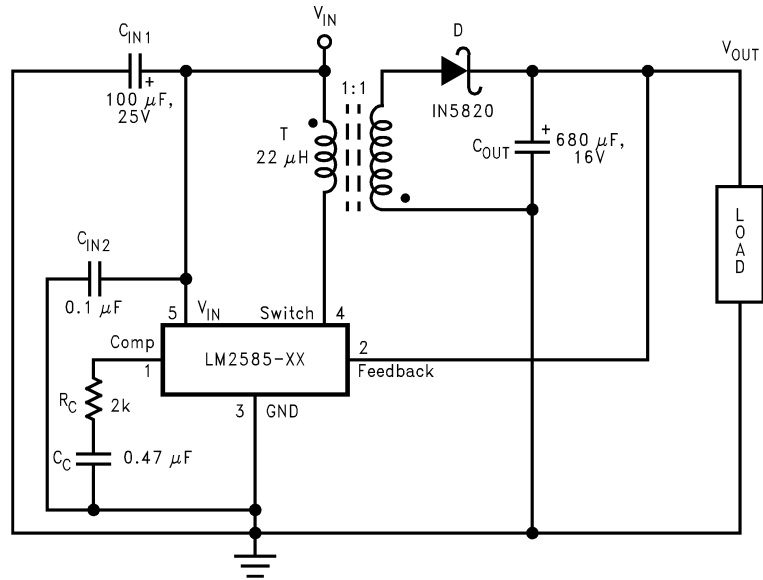 V_IN
C_IN1
+
100 μF,
25V
1:1
T
22 μH
D
IN5820
V_OUT
C_OUT
+
680 μF,
16V
LOAD
C_IN2
0.1 μF
5
V_IN
Switch
4
Comp
1
LM2585-XX
2
Feedback
3
GND
R_C
2k
C_C
0.47 μF